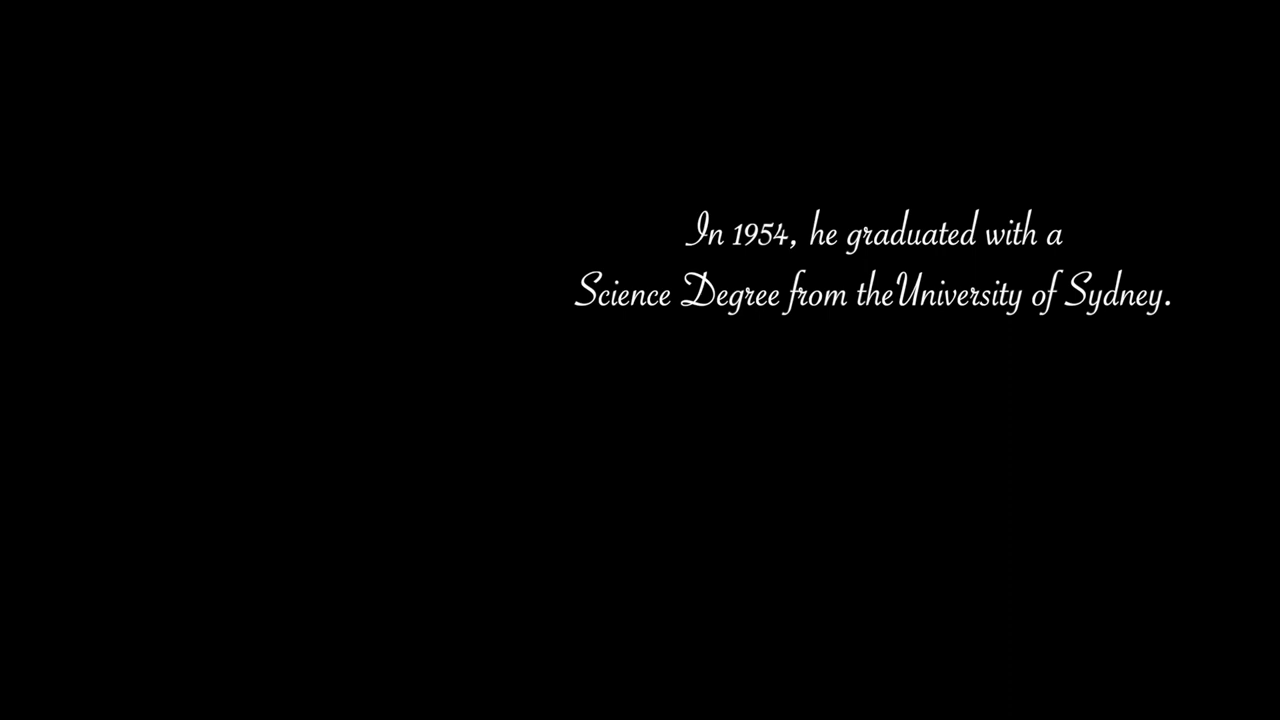 In 1954, he graduated with a
Science Degree from the University of Sydney.